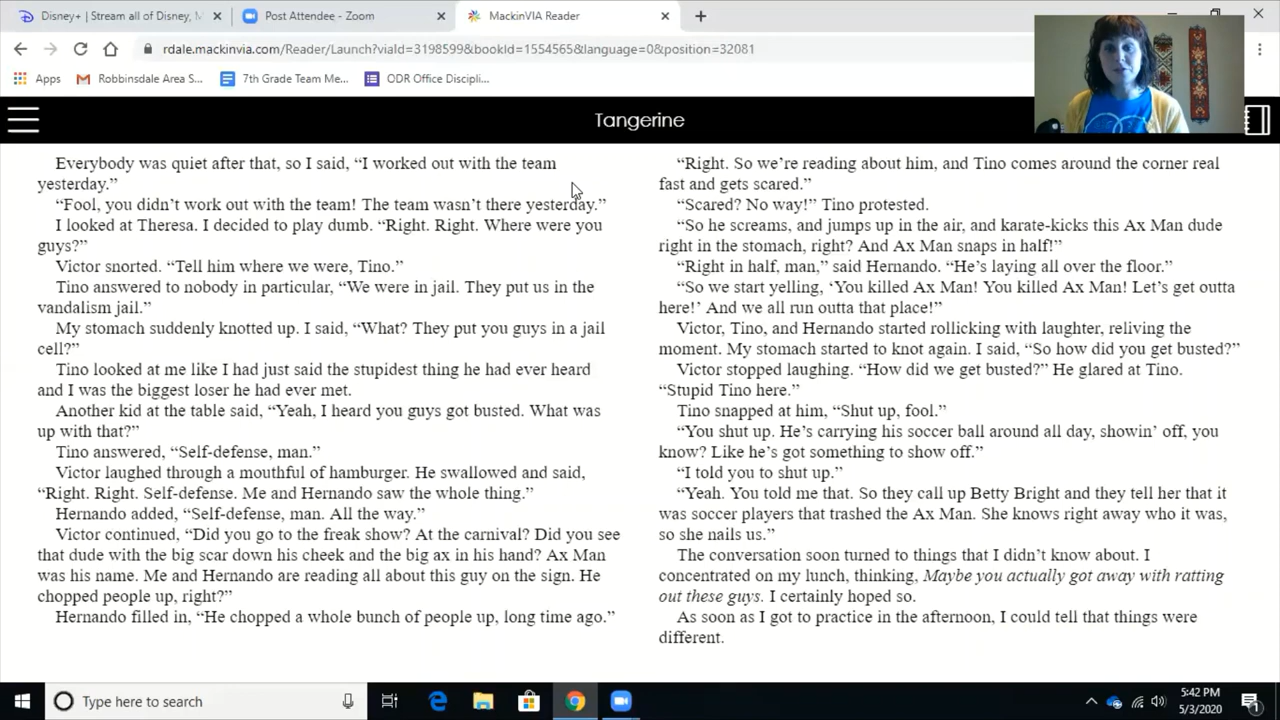 Disney+ | Stream all of Disney, M
Post Attendee - Zoom
MackinVIA Reader
rdale.mackinvia.com/Reader/Launch?viaId=3198599&bookId=1554565&language=0&position=32081
Apps
Robbinsdale Area S...
7th Grade Team Me...
ODR Office Discipli...
Tangerine
Everybody was quiet after that, so I said, “I worked out with the team
yesterday.”
“Fool, you didn’t work out with the team! The team wasn’t there yesterday.”
I looked at Theresa. I decided to play dumb. “Right. Right. Where were you
guys?”
Victor snorted. “Tell him where we were, Tino.”
Tino answered to nobody in particular, “We were in jail. They put us in the
vandalism jail.”
My stomach suddenly knotted up. I said, “What? They put you guys in a jail
cell?”
Tino looked at me like I had just said the stupidest thing he had ever heard
and I was the biggest loser he had ever met.
Another kid at the table said, “Yeah, I heard you guys got busted. What was
up with that?”
Tino answered, “Self-defense, man.”
Victor laughed through a mouthful of hamburger. He swallowed and said,
“Right. Right. Self-defense. Me and Hernando saw the whole thing.”
Hernando added, “Self-defense, man. All the way.”
Victor continued, “Did you go to the freak show? At the carnival? Did you see
that dude with the big scar down his cheek and the big ax in his hand? Ax Man
was his name. Me and Hernando are reading all about this guy on the sign. He
chopped people up, right?”
Hernando filled in, “He chopped a whole bunch of people up, long time ago.”
“Right. So we’re reading about him, and Tino comes around the corner real
fast and gets scared.”
“Scared? No way!” Tino protested.
“So he screams, and jumps up in the air, and karate-kicks this Ax Man dude
right in the stomach, right? And Ax Man snaps in half!”
“Right in half, man,” said Hernando. “He’s laying all over the floor.”
“So we start yelling, ‘You killed Ax Man! You killed Ax Man! Let’s get outta
here!’ And we all run outta that place!”
Victor, Tino, and Hernando started rollicking with laughter, reliving the
moment. My stomach started to knot again. I said, “So how did you get busted?”
Victor stopped laughing. “How did we get busted?” He glared at Tino.
“Stupid Tino here.”
Tino snapped at him, “Shut up, fool.”
“You shut up. He’s carrying his soccer ball around all day, showin’ off, you
know? Like he’s got something to show off.”
“I told you to shut up.”
“Yeah. You told me that. So they call up Betty Bright and they tell her that it
was soccer players that trashed the Ax Man. She knows right away who it was,
so she nails us.”
The conversation soon turned to things that I didn’t know about. I
concentrated on my lunch, thinking, Maybe you actually got away with ratting
out these guys. I certainly hoped so.
As soon as I got to practice in the afternoon, I could tell that things were
different.
Type here to search
5:42 PM
5/3/2020
1